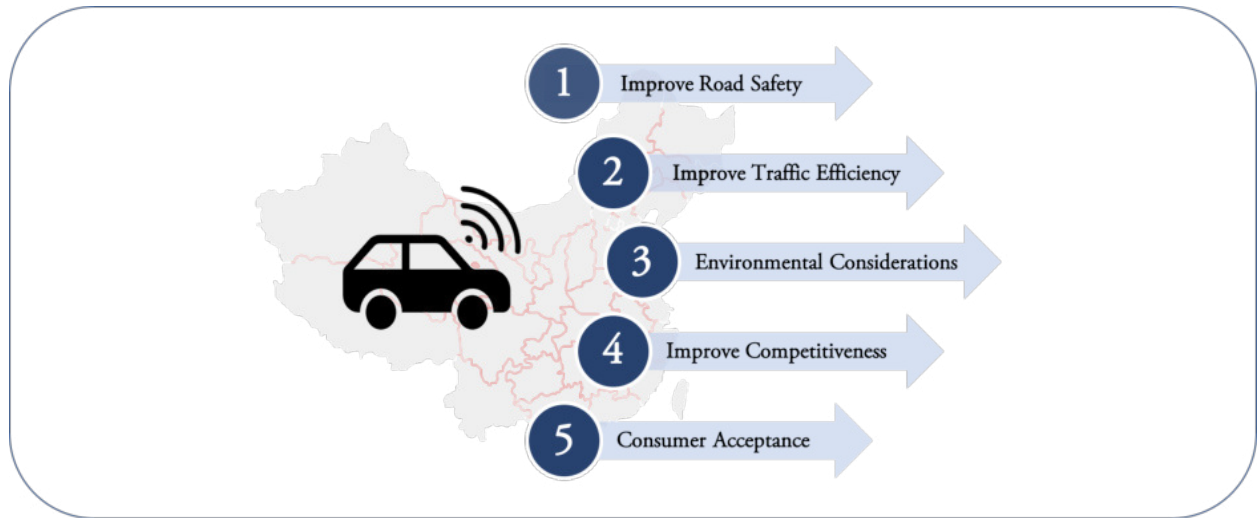 1 Improve Road Safety
2 Improve Traffic Efficiency
3 Environmental Considerations
4 Improve Competitiveness
5 Consumer Acceptance